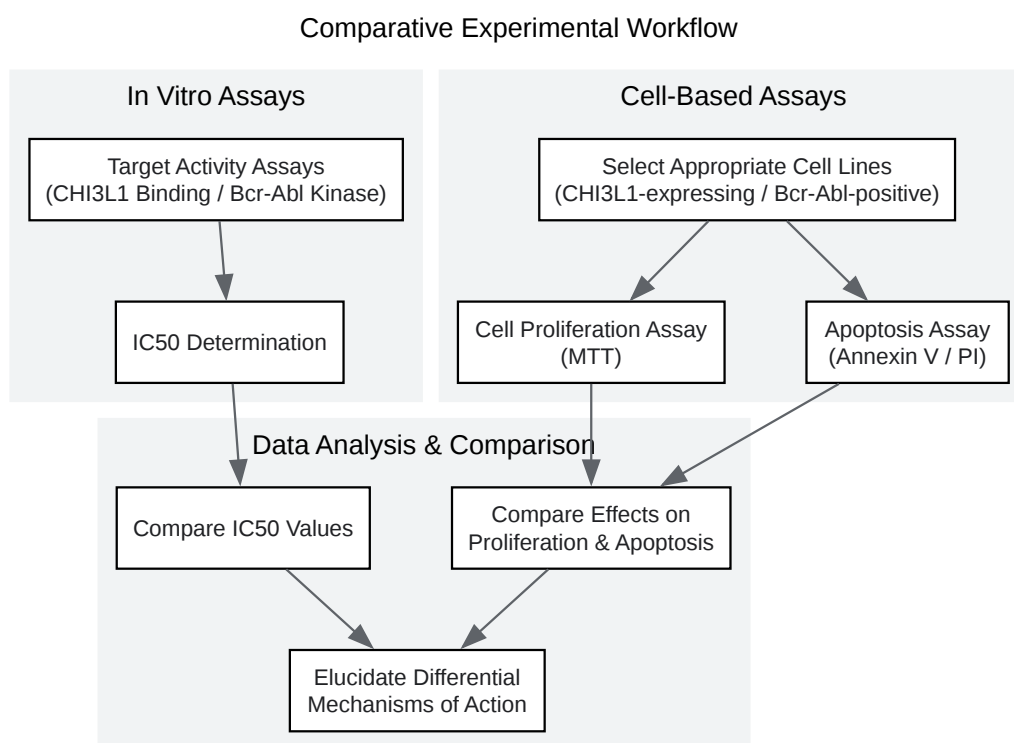 Comparative Experimental Workflow
In Vitro Assays
Target Activity Assays
(CHI3L1 Binding / Bcr-Abl Kinase)
IC50 Determination
Cell-Based Assays
Select Appropriate Cell Lines
(CHI3L1-expressing / Bcr-Abl-positive)
Cell Proliferation Assay
(MTT)
Apoptosis Assay
(Annexin V / PI)
Data Analysis & Comparison
Compare IC50 Values
Compare Effects on
Proliferation & Apoptosis
Elucidate Differential
Mechanisms of Action